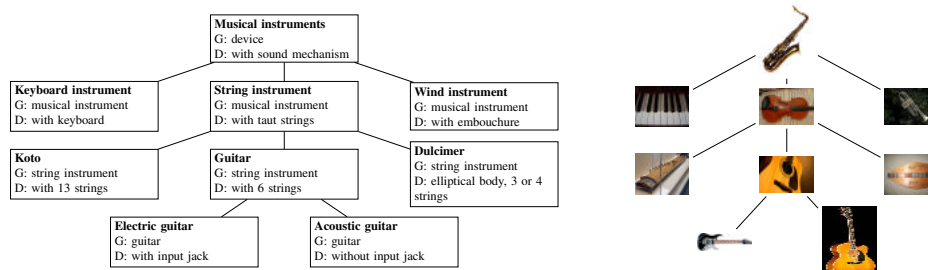 Musical instruments
G: device
D: with sound mechanism
Keyboard instrument
G: musical instrument
D: with keyboard
String instrument
G: musical instrument
D: with taut strings
Wind instrument
G: musical instrument
D: with embouchure
Koto
G: string instrument
D: with 13 strings
Guitar
G: string instrument
D: with 6 strings
Dulcimer
G: string instrument
D: elliptical body, 3 or 4
strings
Electric guitar
G: guitar
D: with input jack
Acoustic guitar
G: guitar
D: without input jack